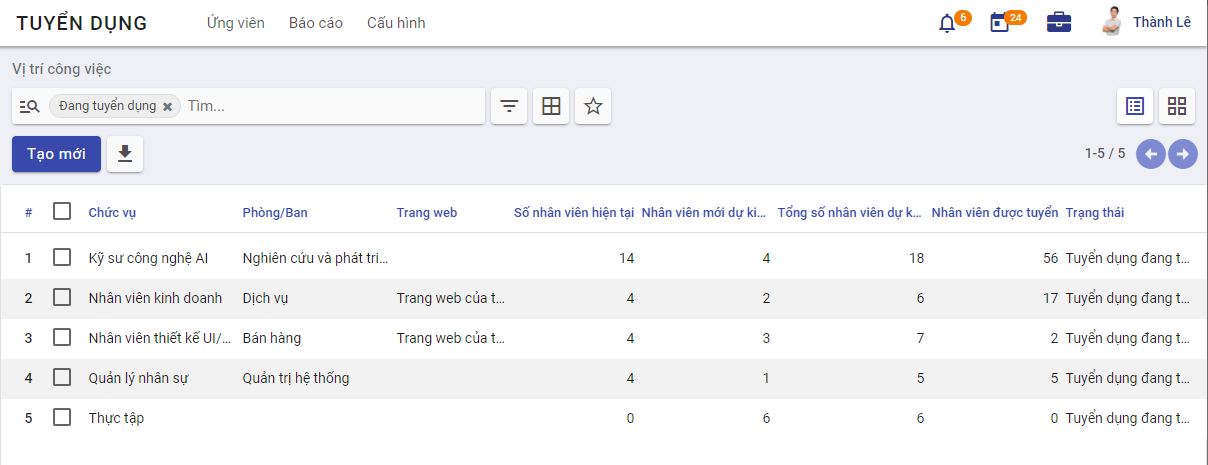 TUYỂN DỤNG Ứng viên Báo cáo Cấu hình 6 24 Thành Lê
Vị trí công việc
Đang tuyển dụng × Tìm...
Tạo mới 1-5 / 5
# Chức vụ Phòng/Ban Trang web Số nhân viên hiện tại Nhân viên mới dự ki... Tổng số nhân viên dự k... Nhân viên được tuyển Trạng thái
1 Kỹ sư công nghệ AI Nghiên cứu và phát tri... 14 4 18 56 Tuyển dụng đang t...
2 Nhân viên kinh doanh Dịch vụ Trang web của t... 4 2 6 17 Tuyển dụng đang t...
3 Nhân viên thiết kế UI/... Bán hàng Trang web của t... 4 3 7 2 Tuyển dụng đang t...
4 Quản lý nhân sự Quản trị hệ thống 4 1 5 5 Tuyển dụng đang t...
5 Thực tập 0 6 6 0 Tuyển dụng đang t...